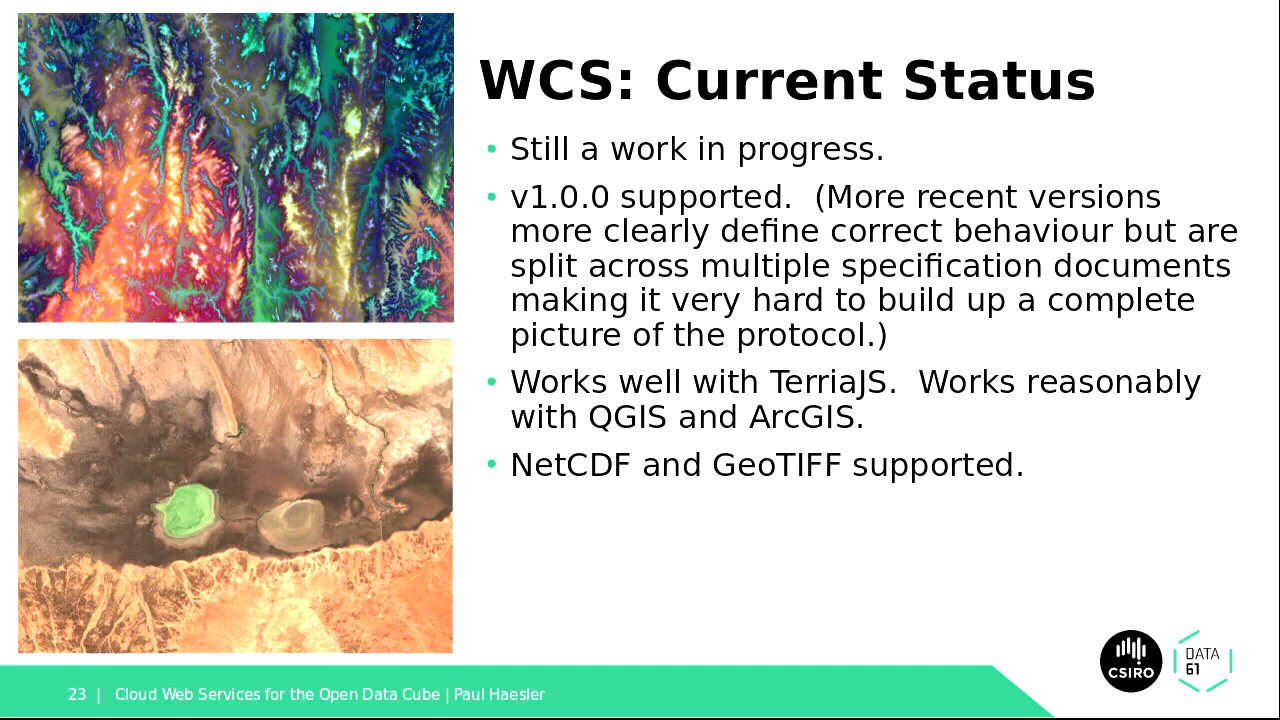 WCS: Current Status
• Still a work in progress.
• v1.0.0 supported.  (More recent versions
more clearly define correct behaviour but are
split across multiple specification documents
making it very hard to build up a complete
picture of the protocol.)
• Works well with TerriaJS.  Works reasonably
with QGIS and ArcGIS.
• NetCDF and GeoTIFF supported.
CSIRO
DATA
61
23 |   Cloud Web Services for the Open Data Cube | Paul Haesler